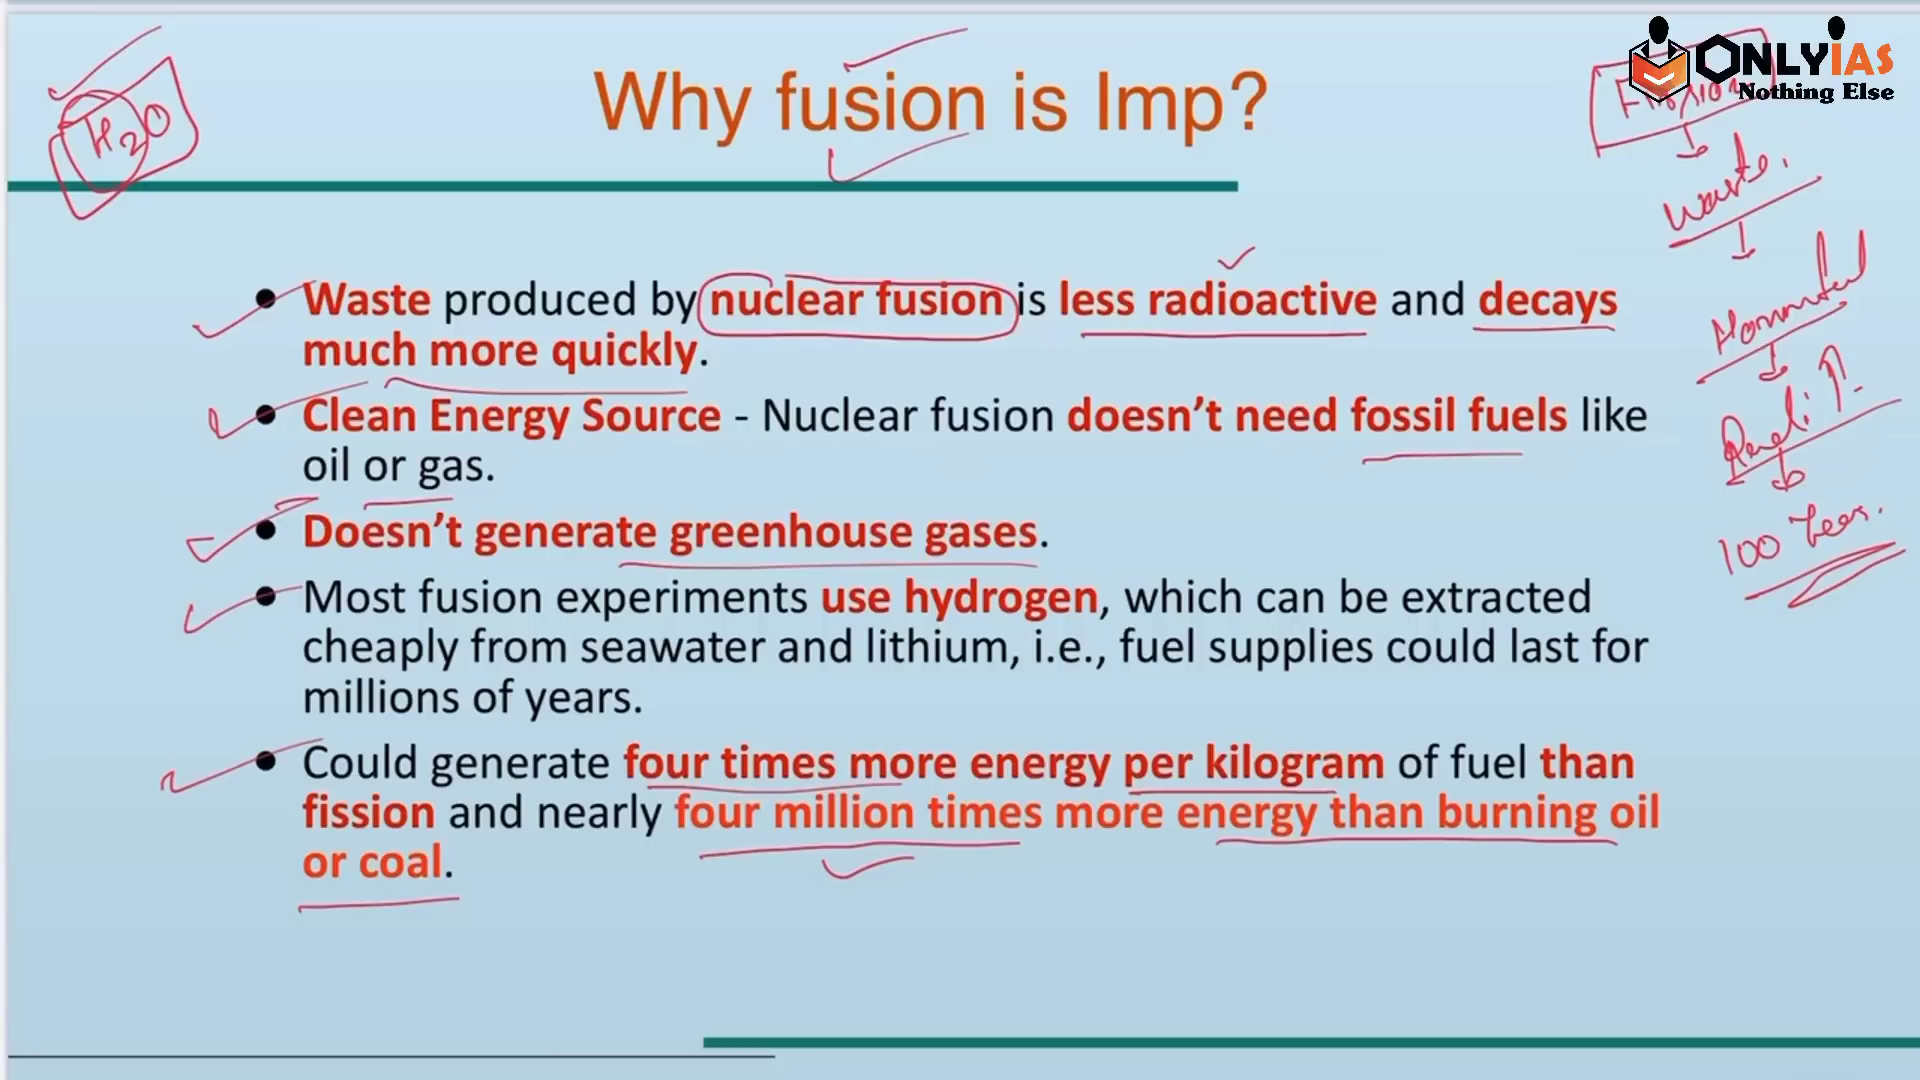 ONLYIAS
Nothing Else
Why fusion is Imp?
H₂O
Waste.
100
• Waste produced by nuclear fusion is less radioactive and decays
much more quickly.
• Clean Energy Source - Nuclear fusion doesn’t need fossil fuels like
oil or gas.
• Doesn’t generate greenhouse gases.
• Most fusion experiments use hydrogen, which can be extracted
cheaply from seawater and lithium, i.e., fuel supplies could last for
millions of years.
• Could generate four times more energy per kilogram of fuel than
fission and nearly four million times more energy than burning oil
or coal.